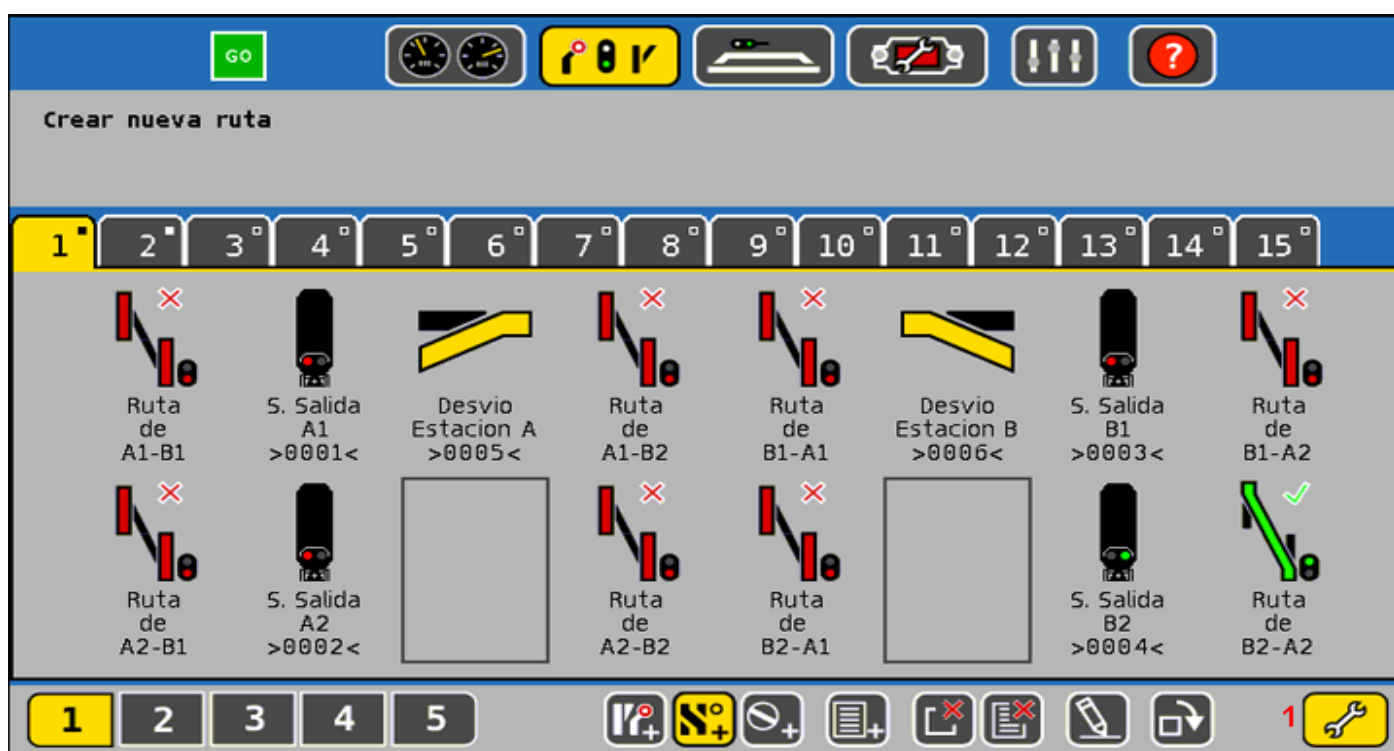 GO
?
Crear nueva ruta
1 2 3 4 5 6 7 8 9 10 11 12 13 14 15
Ruta
de
A1-B1
S. Salida
A1
>0001<
Desvio
Estacion A
>0005<
Ruta
de
A1-B2
Ruta
de
B1-A1
Desvio
Estacion B
>0006<
S. Salida
B1
>0003<
Ruta
de
B1-A2
Ruta
de
A2-B1
S. Salida
A2
>0002<
Ruta
de
A2-B2
Ruta
de
B2-A1
S. Salida
B2
>0004<
Ruta
de
B2-A2
1 2 3 4 5
1